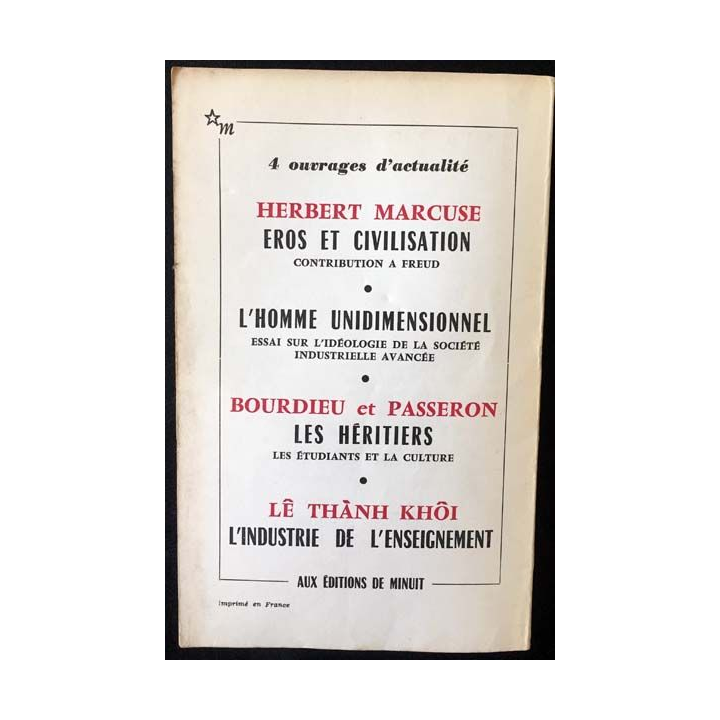 m
4 ouvrages d'actualité
HERBERT MARCUSE
EROS ET CIVILISATION
CONTRIBUTION A FREUD
L'HOMME UNIDIMENSIONNEL
ESSAI SUR L'IDÉOLOGIE DE LA SOCIÉTÉ
INDUSTRIELLE AVANCÉE
BOURDIEU et PASSERON
LES HÉRITIERS
LES ÉTUDIANTS ET LA CULTURE
LÊ THÀNH KHÔI
L'INDUSTRIE DE L'ENSEIGNEMENT
AUX ÉDITIONS DE MINUIT
Imprimé en France